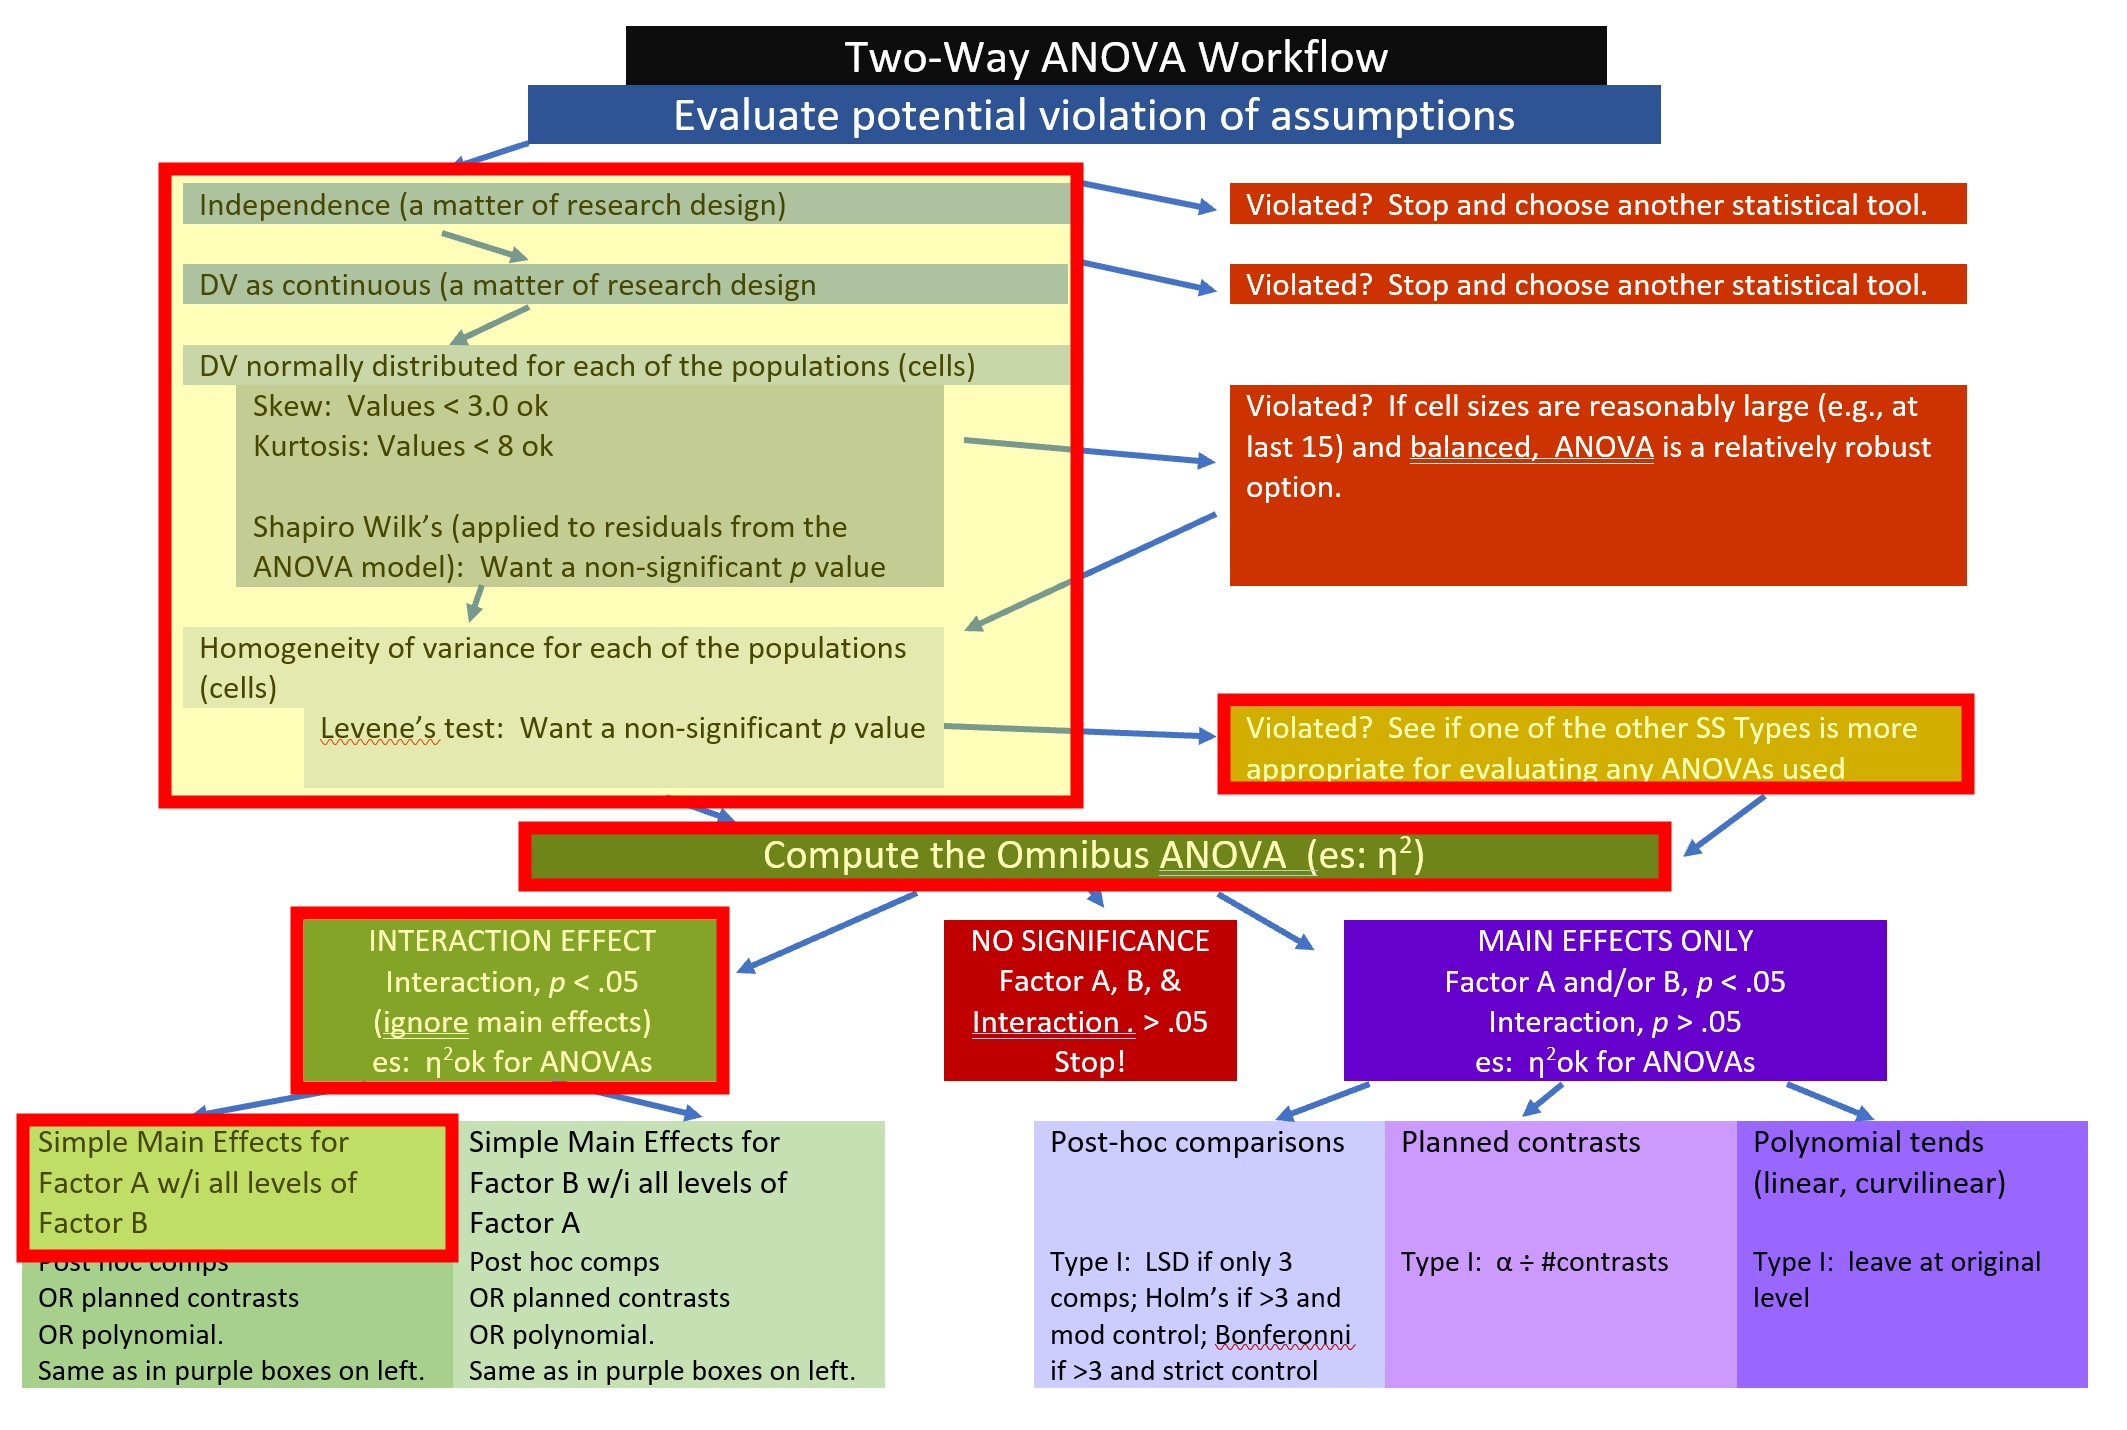 Two-Way ANOVA Workflow
Evaluate potential violation of assumptions
Independence (a matter of research design)
Violated?  Stop and choose another statistical tool.
DV as continuous (a matter of research design
Violated?  Stop and choose another statistical tool.
DV normally distributed for each of the populations (cells)
Skew:  Values < 3.0 ok
Kurtosis: Values < 8 ok
Shapiro Wilk’s (applied to residuals from the
ANOVA model):  Want a non-significant p value
Violated?  If cell sizes are reasonably large (e.g., at
last 15) and balanced,  ANOVA is a relatively robust
option.
Homogeneity of variance for each of the populations
(cells)
Levene’s test:  Want a non-significant p value
Violated?  See if one of the other SS Types is more
appropriate for evaluating any ANOVAs used
Compute the Omnibus ANOVA  (es: η²)
INTERACTION EFFECT
Interaction, p < .05
(ignore main effects)
es:  η²ok for ANOVAs
NO SIGNIFICANCE
Factor A, B, &
Interaction . > .05
Stop!
MAIN EFFECTS ONLY
Factor A and/or B, p < .05
Interaction, p > .05
es:  η²ok for ANOVAs
Simple Main Effects for
Factor A w/i all levels of
Factor B
Post hoc comps
OR planned contrasts
OR polynomial.
Same as in purple boxes on left.
Simple Main Effects for
Factor B w/i all levels of
Factor A
Post hoc comps
OR planned contrasts
OR polynomial.
Same as in purple boxes on left.
Post-hoc comparisons
Type I:  LSD if only 3
comps; Holm’s if >3 and
mod control; Bonferonni
if >3 and strict control
Planned contrasts
Type I:  α ÷ #contrasts
Polynomial tends
(linear, curvilinear)
Type I:  leave at original
level